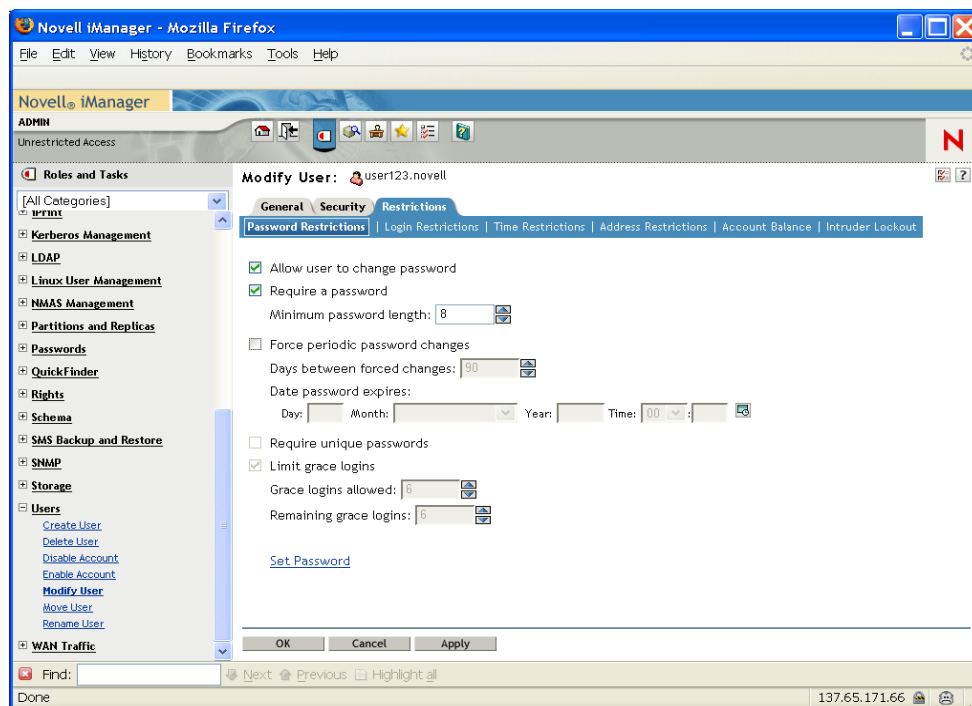 Novell iManager - Mozilla Firefox
File Edit View History Bookmarks Tools Help
Novell® iManager
ADMIN
Unrestricted Access
N
Roles and Tasks
[All Categories]
iPrint
Kerberos Management
LDAP
Linux User Management
NMAS Management
Partitions and Replicas
Passwords
QuickFinder
Rights
Schema
SMS Backup and Restore
SNMP
Storage
Users
Create User
Delete User
Disable Account
Enable Account
Modify User
Move User
Rename User
WAN Traffic
Modify User: user123.novell
?
General Security Restrictions
Password Restrictions | Login Restrictions | Time Restrictions | Address Restrictions | Account Balance | Intruder Lockout
Allow user to change password
Require a password
Minimum password length: 8
Force periodic password changes
Days between forced changes: 90
Date password expires:
Day: Month: Year: Time: 00 :
Require unique passwords
Limit grace logins
Grace logins allowed: 6
Remaining grace logins: 6
Set Password
OK Cancel Apply
Find: Next Previous Highlight all
Done 137.65.171.66